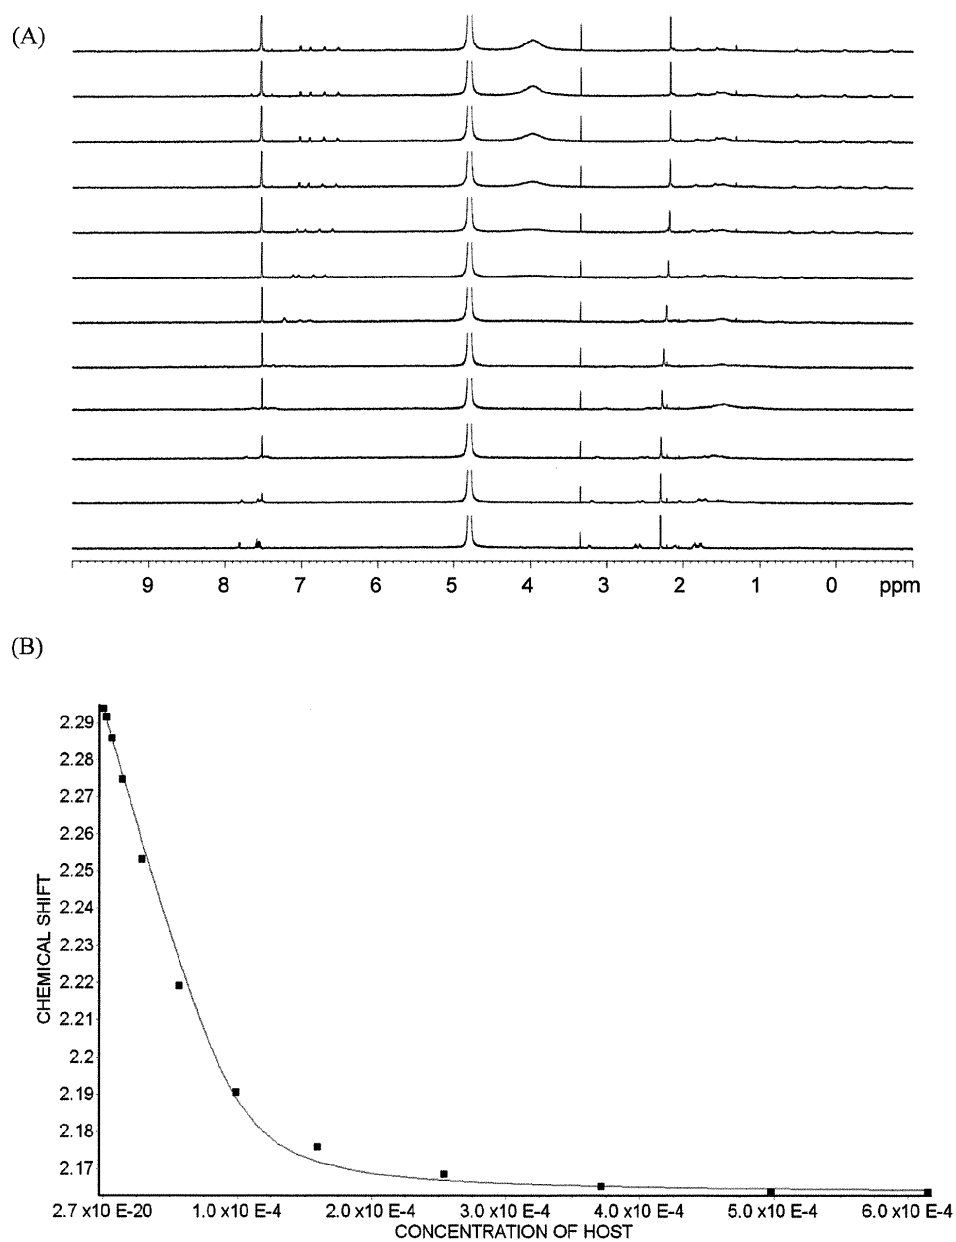 (A)
9 8 7 6 5 4 3 2 1 0 ppm
(B)
CHEMICAL SHIFT
2.29
2.28
2.27
2.26
2.25
2.24
2.23
2.22
2.21
2.2
2.19
2.18
2.17
2.7 x10 E-20 1.0 x10 E-4 2.0 x10 E-4 3.0 x10 E-4 4.0 x10 E-4 5.0 x10 E-4 6.0 x10 E-4
CONCENTRATION OF HOST